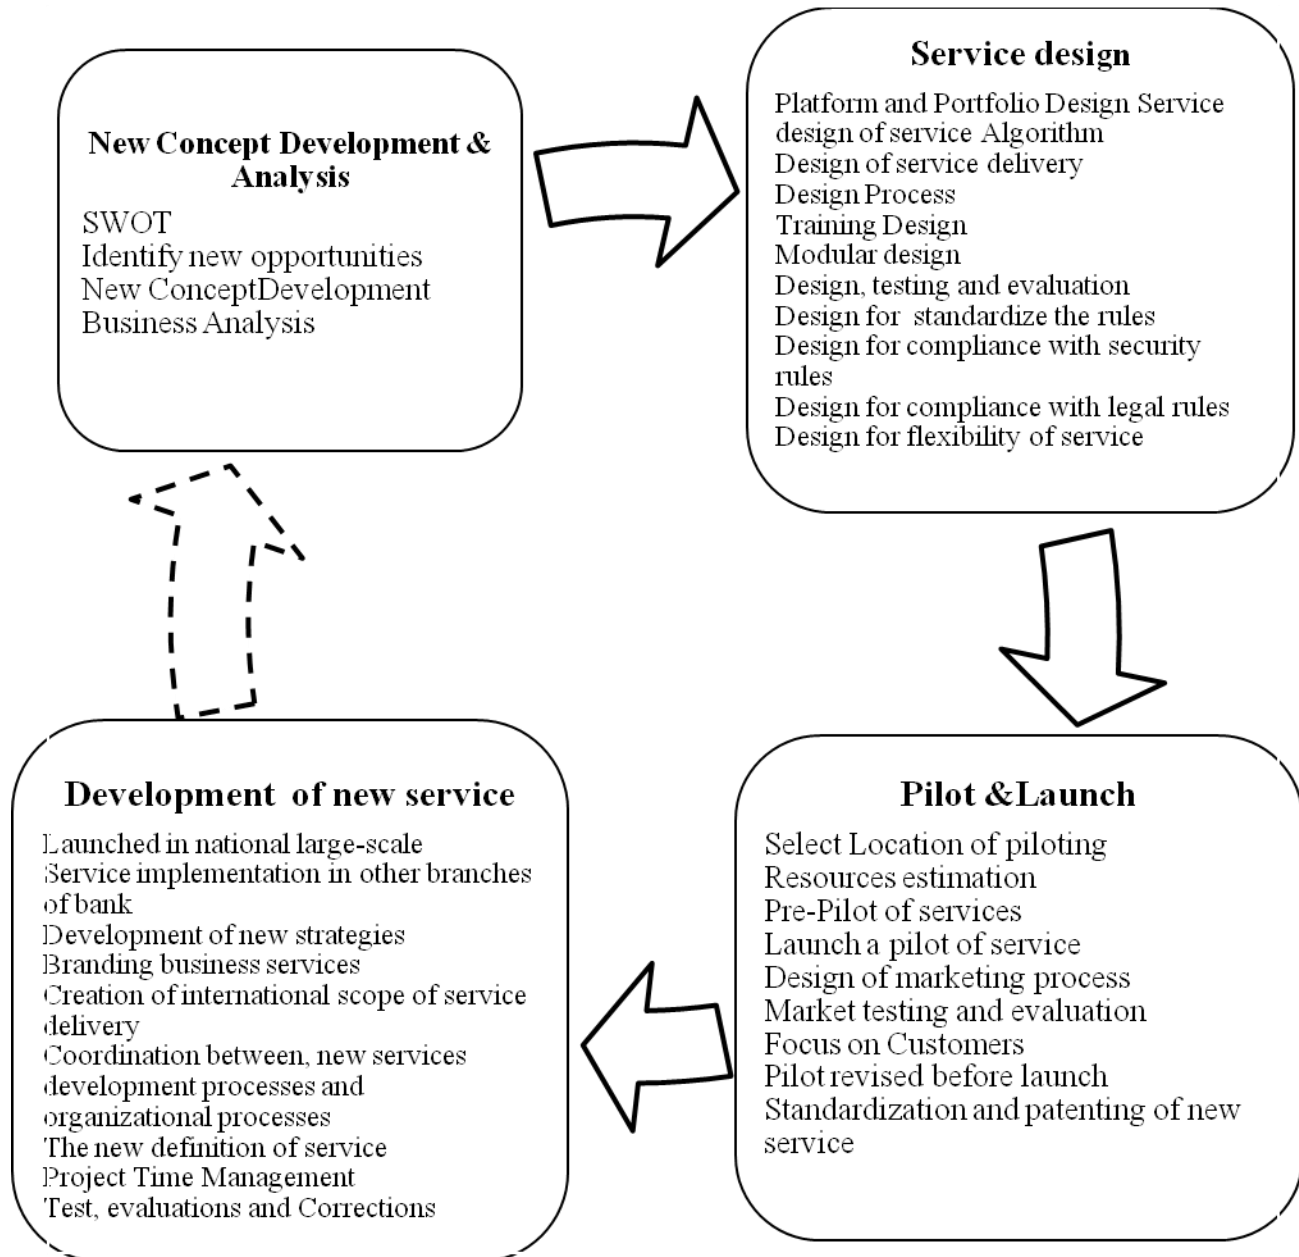 New Concept Development &
Analysis
SWOT
Identify new opportunities
New ConceptDevelopment
Business Analysis
Service design
Platform and Portfolio Design Service
design of service Algorithm
Design of service delivery
Design Process
Training Design
Modular design
Design, testing and evaluation
Design for standardize the rules
Design for compliance with security
rules
Design for compliance with legal rules
Design for flexibility of service
Pilot &Launch
Select Location of piloting
Resources estimation
Pre-Pilot of services
Launch a pilot of service
Design of marketing process
Market testing and evaluation
Focus on Customers
Pilot revised before launch
Standardization and patenting of new
service
Development of new service
Launched in national large-scale
Service implementation in other branches
of bank
Development of new strategies
Branding business services
Creation of international scope of service
delivery
Coordination between, new services
development processes and
organizational processes
The new definition of service
Project Time Management
Test, evaluations and Corrections